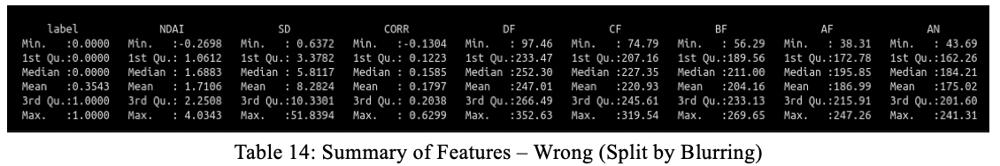 label NDAI SD CORR DF CF BF AF AN
Min. :0.0000 Min. :-0.2698 Min. : 0.6372 Min. :-0.1304 Min. : 97.46 Min. : 74.79 Min. : 56.29 Min. : 38.31 Min. : 43.69
1st Qu.:0.0000 1st Qu.: 1.0612 1st Qu.: 3.3782 1st Qu.: 0.1223 1st Qu.:233.47 1st Qu.:207.16 1st Qu.:189.56 1st Qu.:172.78 1st Qu.:162.26
Median :0.0000 Median : 1.6883 Median : 5.8117 Median : 0.1585 Median :252.30 Median :227.35 Median :211.00 Median :195.85 Median :184.21
Mean :0.3543 Mean : 1.7106 Mean : 8.2824 Mean : 0.1797 Mean :247.01 Mean :220.93 Mean :204.16 Mean :186.99 Mean :175.02
3rd Qu.:1.0000 3rd Qu.: 2.2508 3rd Qu.:10.3301 3rd Qu.: 0.2038 3rd Qu.:266.49 3rd Qu.:245.61 3rd Qu.:233.13 3rd Qu.:215.91 3rd Qu.:201.60
Max. :1.0000 Max. : 4.0343 Max. :51.8394 Max. : 0.6299 Max. :352.63 Max. :319.54 Max. :269.65 Max. :247.26 Max. :241.31
Table 14: Summary of Features – Wrong (Split by Blurring)